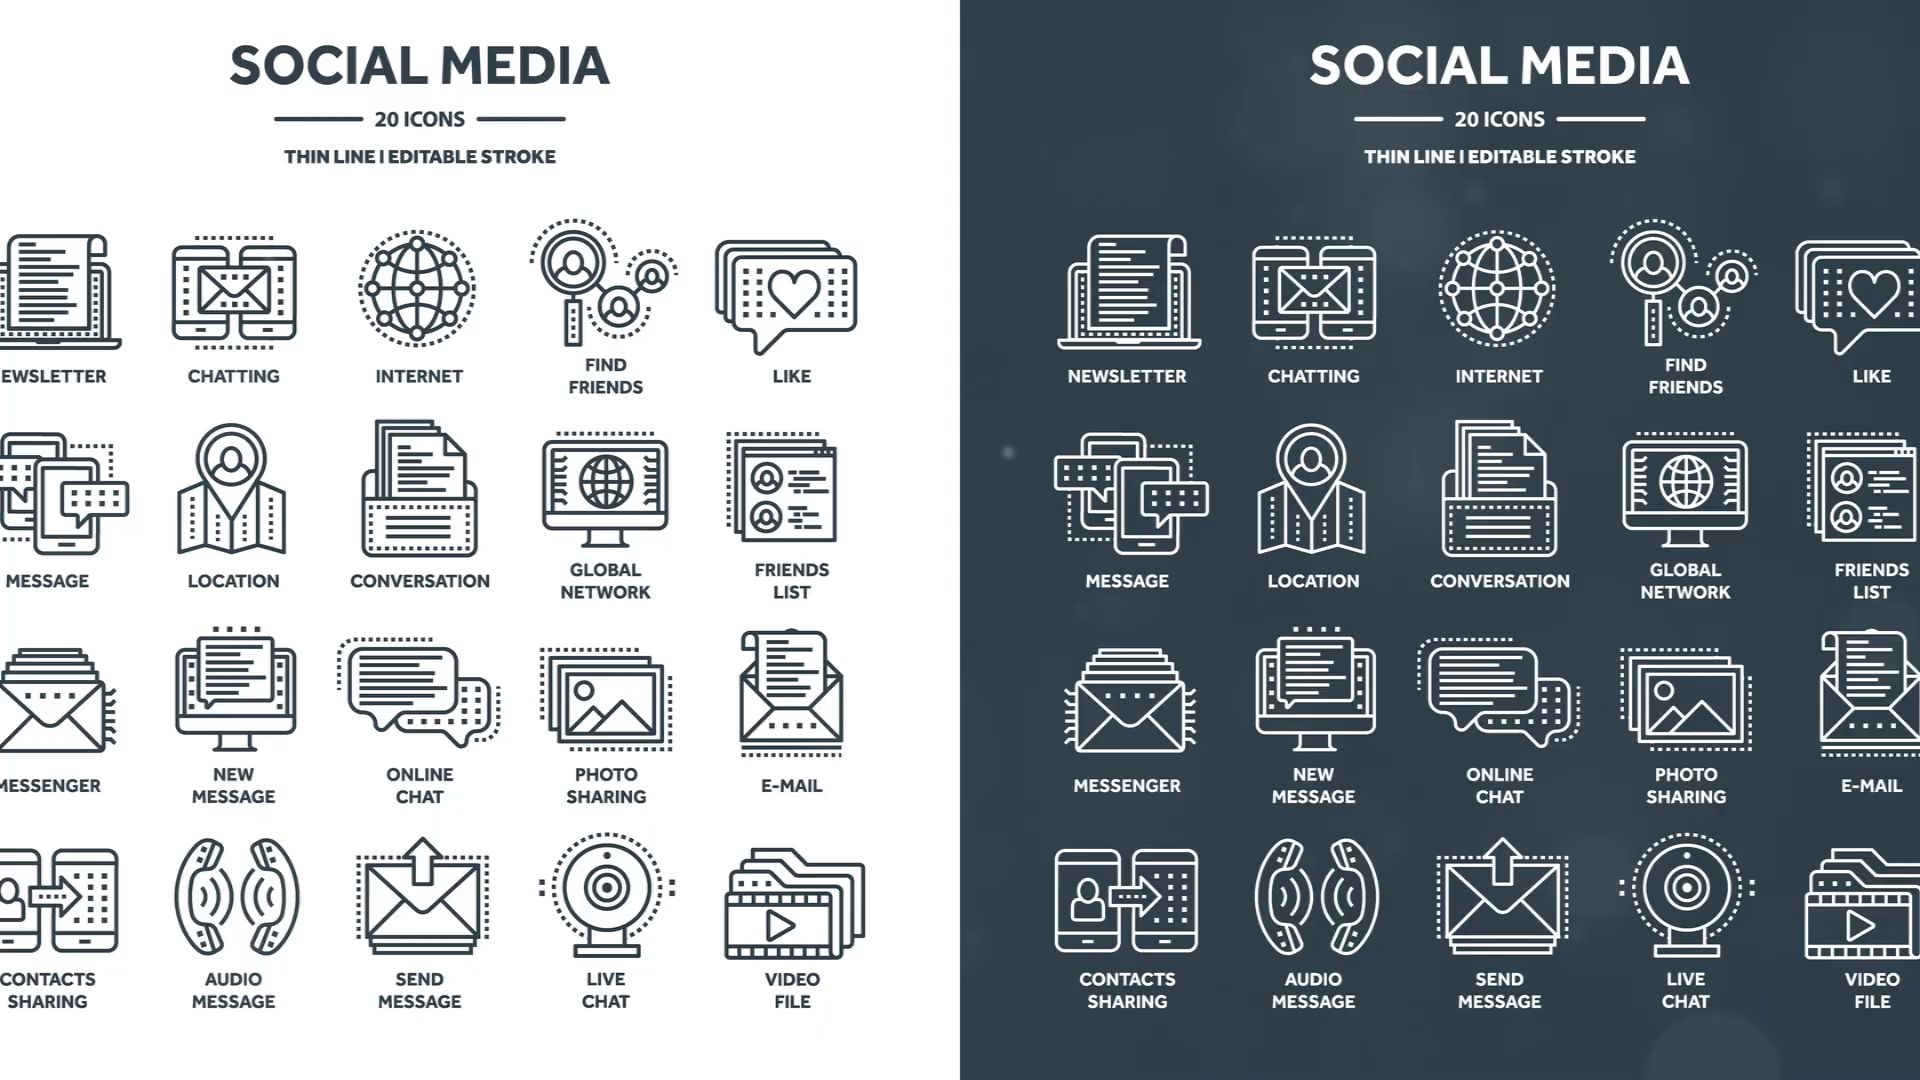 SOCIAL MEDIA
20 ICONS
THIN LINE | EDITABLE STROKE
EWSLETTER
CHATTING
INTERNET
FIND
FRIENDS
LIKE
MESSAGE
LOCATION
CONVERSATION
GLOBAL
NETWORK
FRIENDS
LIST
MESSENGER
NEW
MESSAGE
ONLINE
CHAT
PHOTO
SHARING
E-MAIL
CONTACTS
SHARING
AUDIO
MESSAGE
SEND
MESSAGE
LIVE
CHAT
VIDEO
FILE
SOCIAL MEDIA
20 ICONS
THIN LINE | EDITABLE STROKE
NEWSLETTER
CHATTING
INTERNET
FIND
FRIENDS
LIKE
MESSAGE
LOCATION
CONVERSATION
GLOBAL
NETWORK
FRIENDS
LIST
MESSENGER
NEW
MESSAGE
ONLINE
CHAT
PHOTO
SHARING
E-MAIL
CONTACTS
SHARING
AUDIO
MESSAGE
SEND
MESSAGE
LIVE
CHAT
VIDEO
FILE